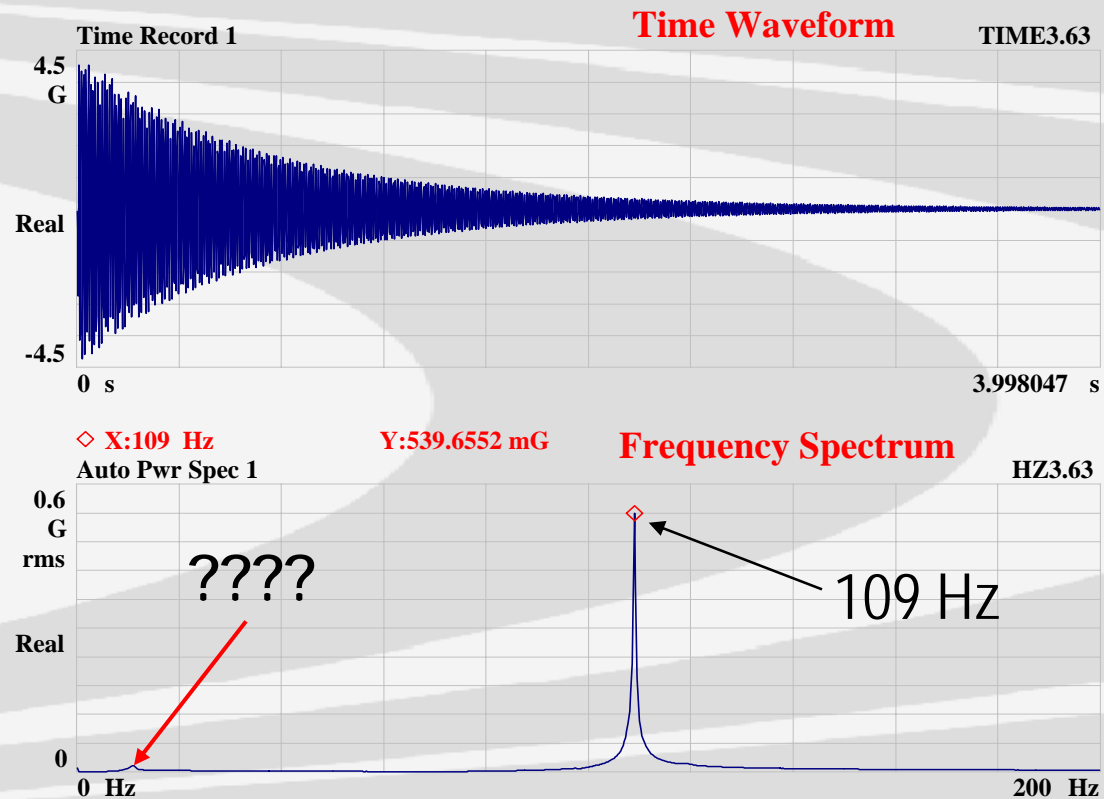 Time Waveform
Time Record 1 TIME3.63
4.5
G
Real
-4.5
0 s 3.998047 s
◇ X:109 Hz Y:539.6552 mG Frequency Spectrum
Auto Pwr Spec 1 HZ3.63
0.6
G
rms
????
109 Hz
Real
0
0 Hz 200 Hz